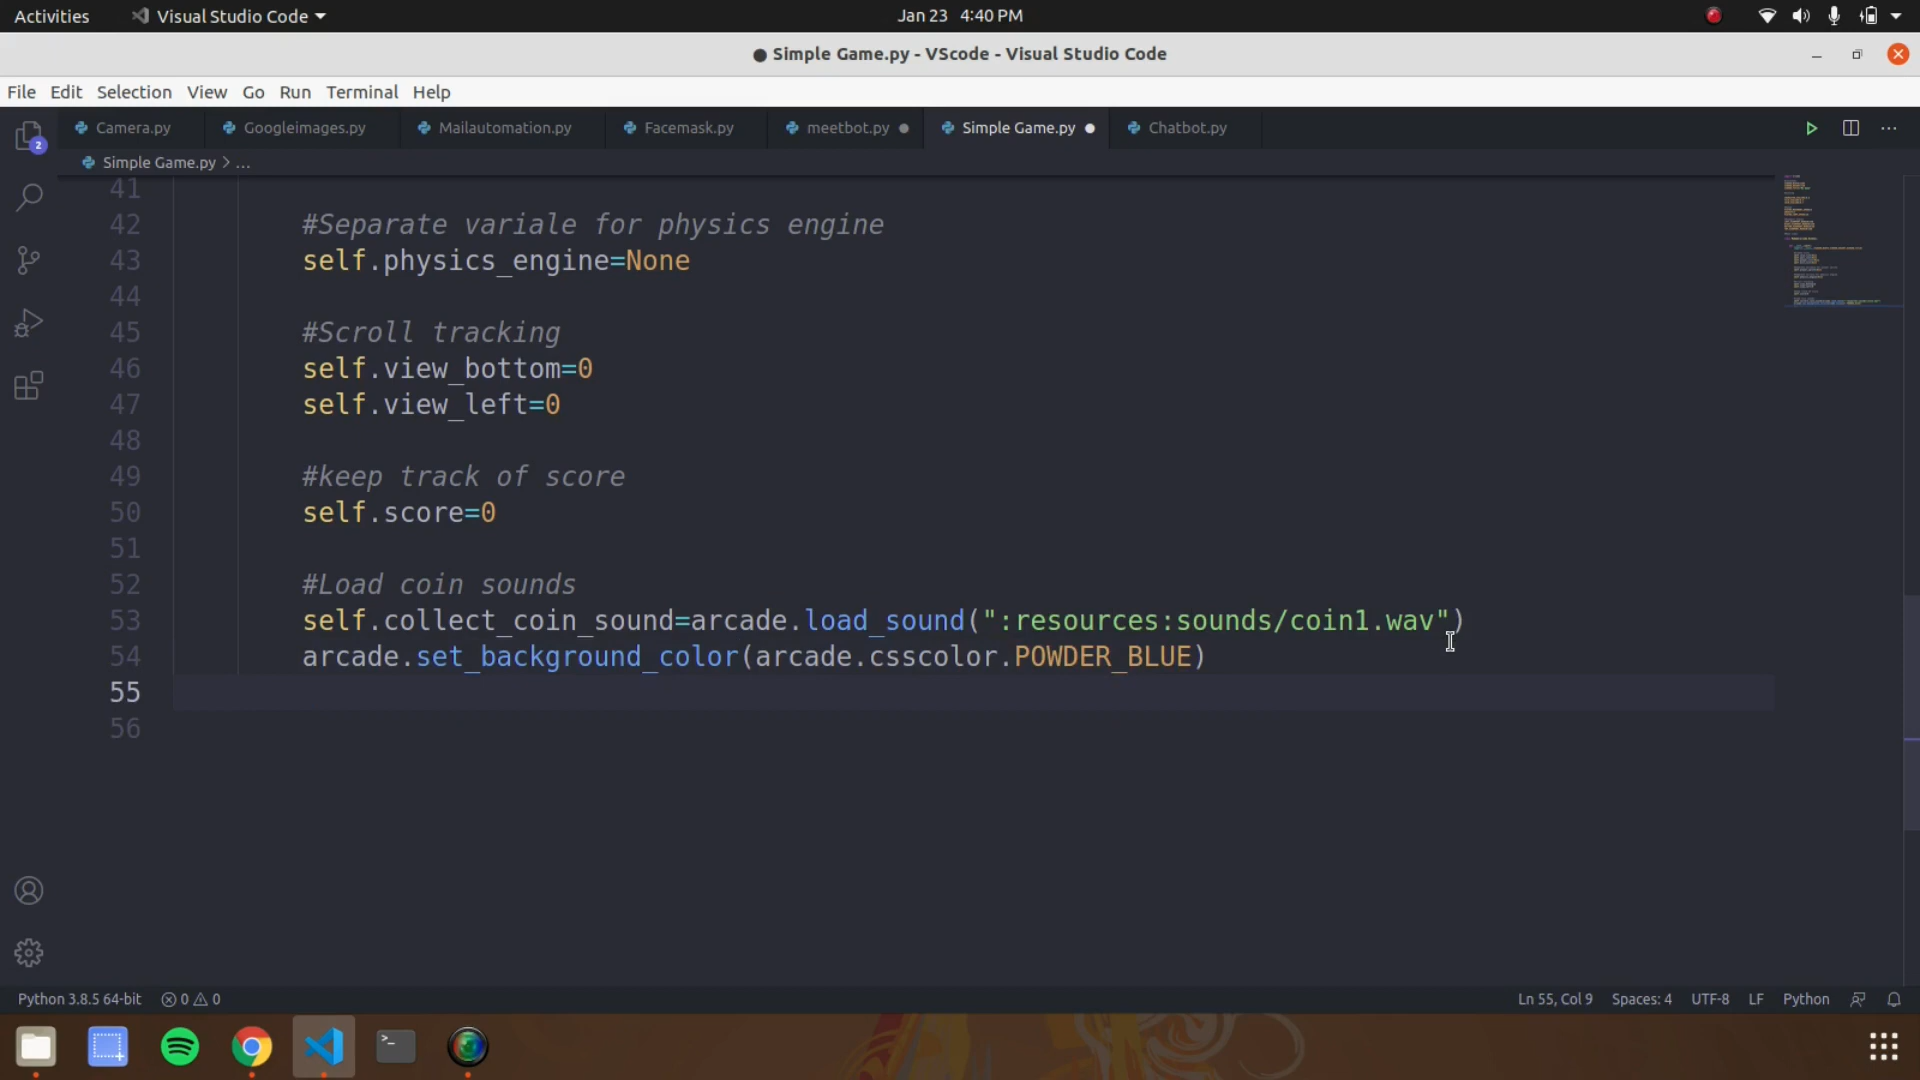 Activities Visual Studio Code Jan 23 4:40 PM
Simple Game.py - VScode - Visual Studio Code
File Edit Selection View Go Run Terminal Help
2 Camera.py Googleimages.py Mailautomation.py Facemask.py meetbot.py Simple Game.py Chatbot.py
Simple Game.py > ...
41
42 #Separate variale for physics engine
43 self.physics_engine=None
44
45 #Scroll tracking
46 self.view_bottom=0
47 self.view_left=0
48
49 #keep track of score
50 self.score=0
51
52 #Load coin sounds
53 self.collect_coin_sound=arcade.load_sound(":resources:sounds/coin1.wav")
54 arcade.set_background_color(arcade.csscolor.POWDER_BLUE)
55
56
Python 3.8.5 64-bit 0 0 Ln 55, Col 9 Spaces: 4 UTF-8 LF Python